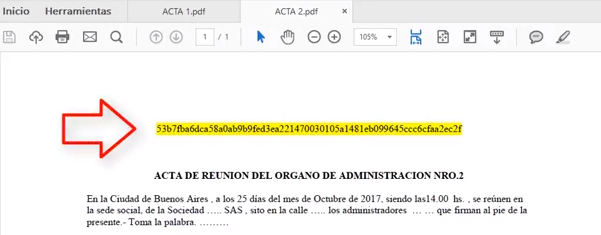 Inicio Herramientas ACTA 1.pdf ACTA 2.pdf ×
1 / 1 105%
53b7fba6dca58a0ab9b9fed3ea221470030105a1481eb099645ccc6cfaa2ec2f
ACTA DE REUNION DEL ORGANO DE ADMINISTRACION NRO.2
En la Ciudad de Buenos Aires , a los 25 días del mes de Octubre de 2017, siendo las14.00 hs. , se reúnen en
la sede social, de la Sociedad ….. SAS , sito en la calle ….. los administradores … … que firman al pie de la
presente.- Toma la palabra. ………